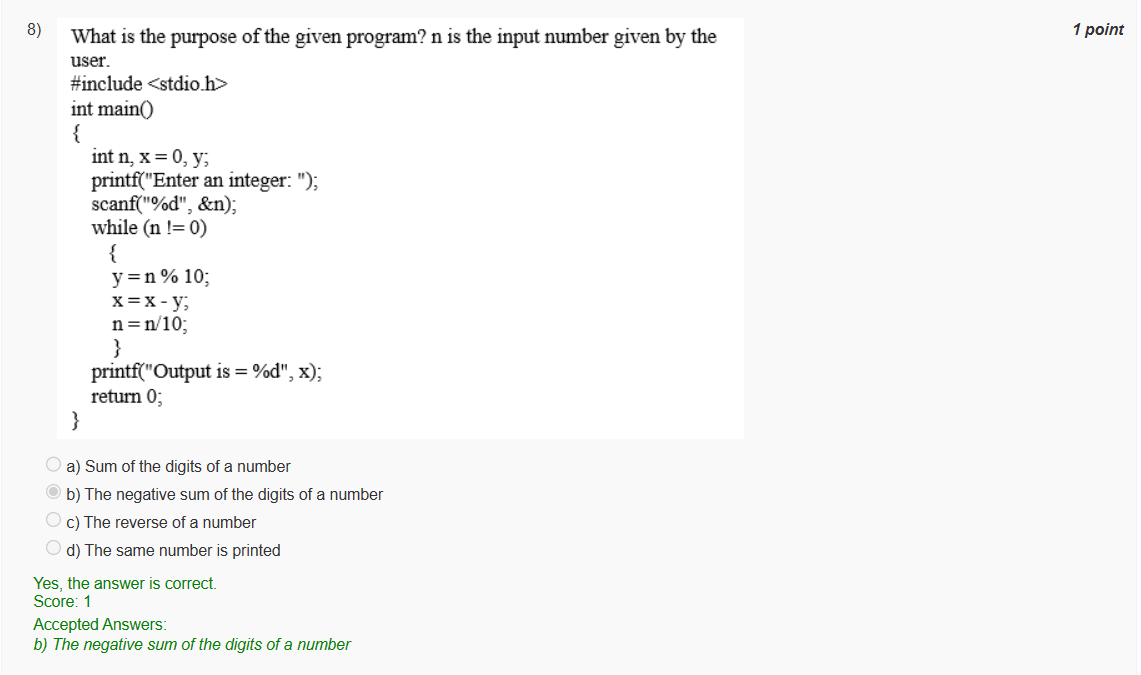 8)
1 point
What is the purpose of the given program? n is the input number given by the
user.
#include <stdio.h>
int main()
{
int n, x = 0, y;
printf("Enter an integer: ");
scanf("%d", &n);
while (n != 0)
{
y = n % 10;
x = x - y;
n = n/10;
}
printf("Output is = %d", x);
return 0;
}
a) Sum of the digits of a number
b) The negative sum of the digits of a number
c) The reverse of a number
d) The same number is printed
Yes, the answer is correct.
Score: 1
Accepted Answers:
b) The negative sum of the digits of a number